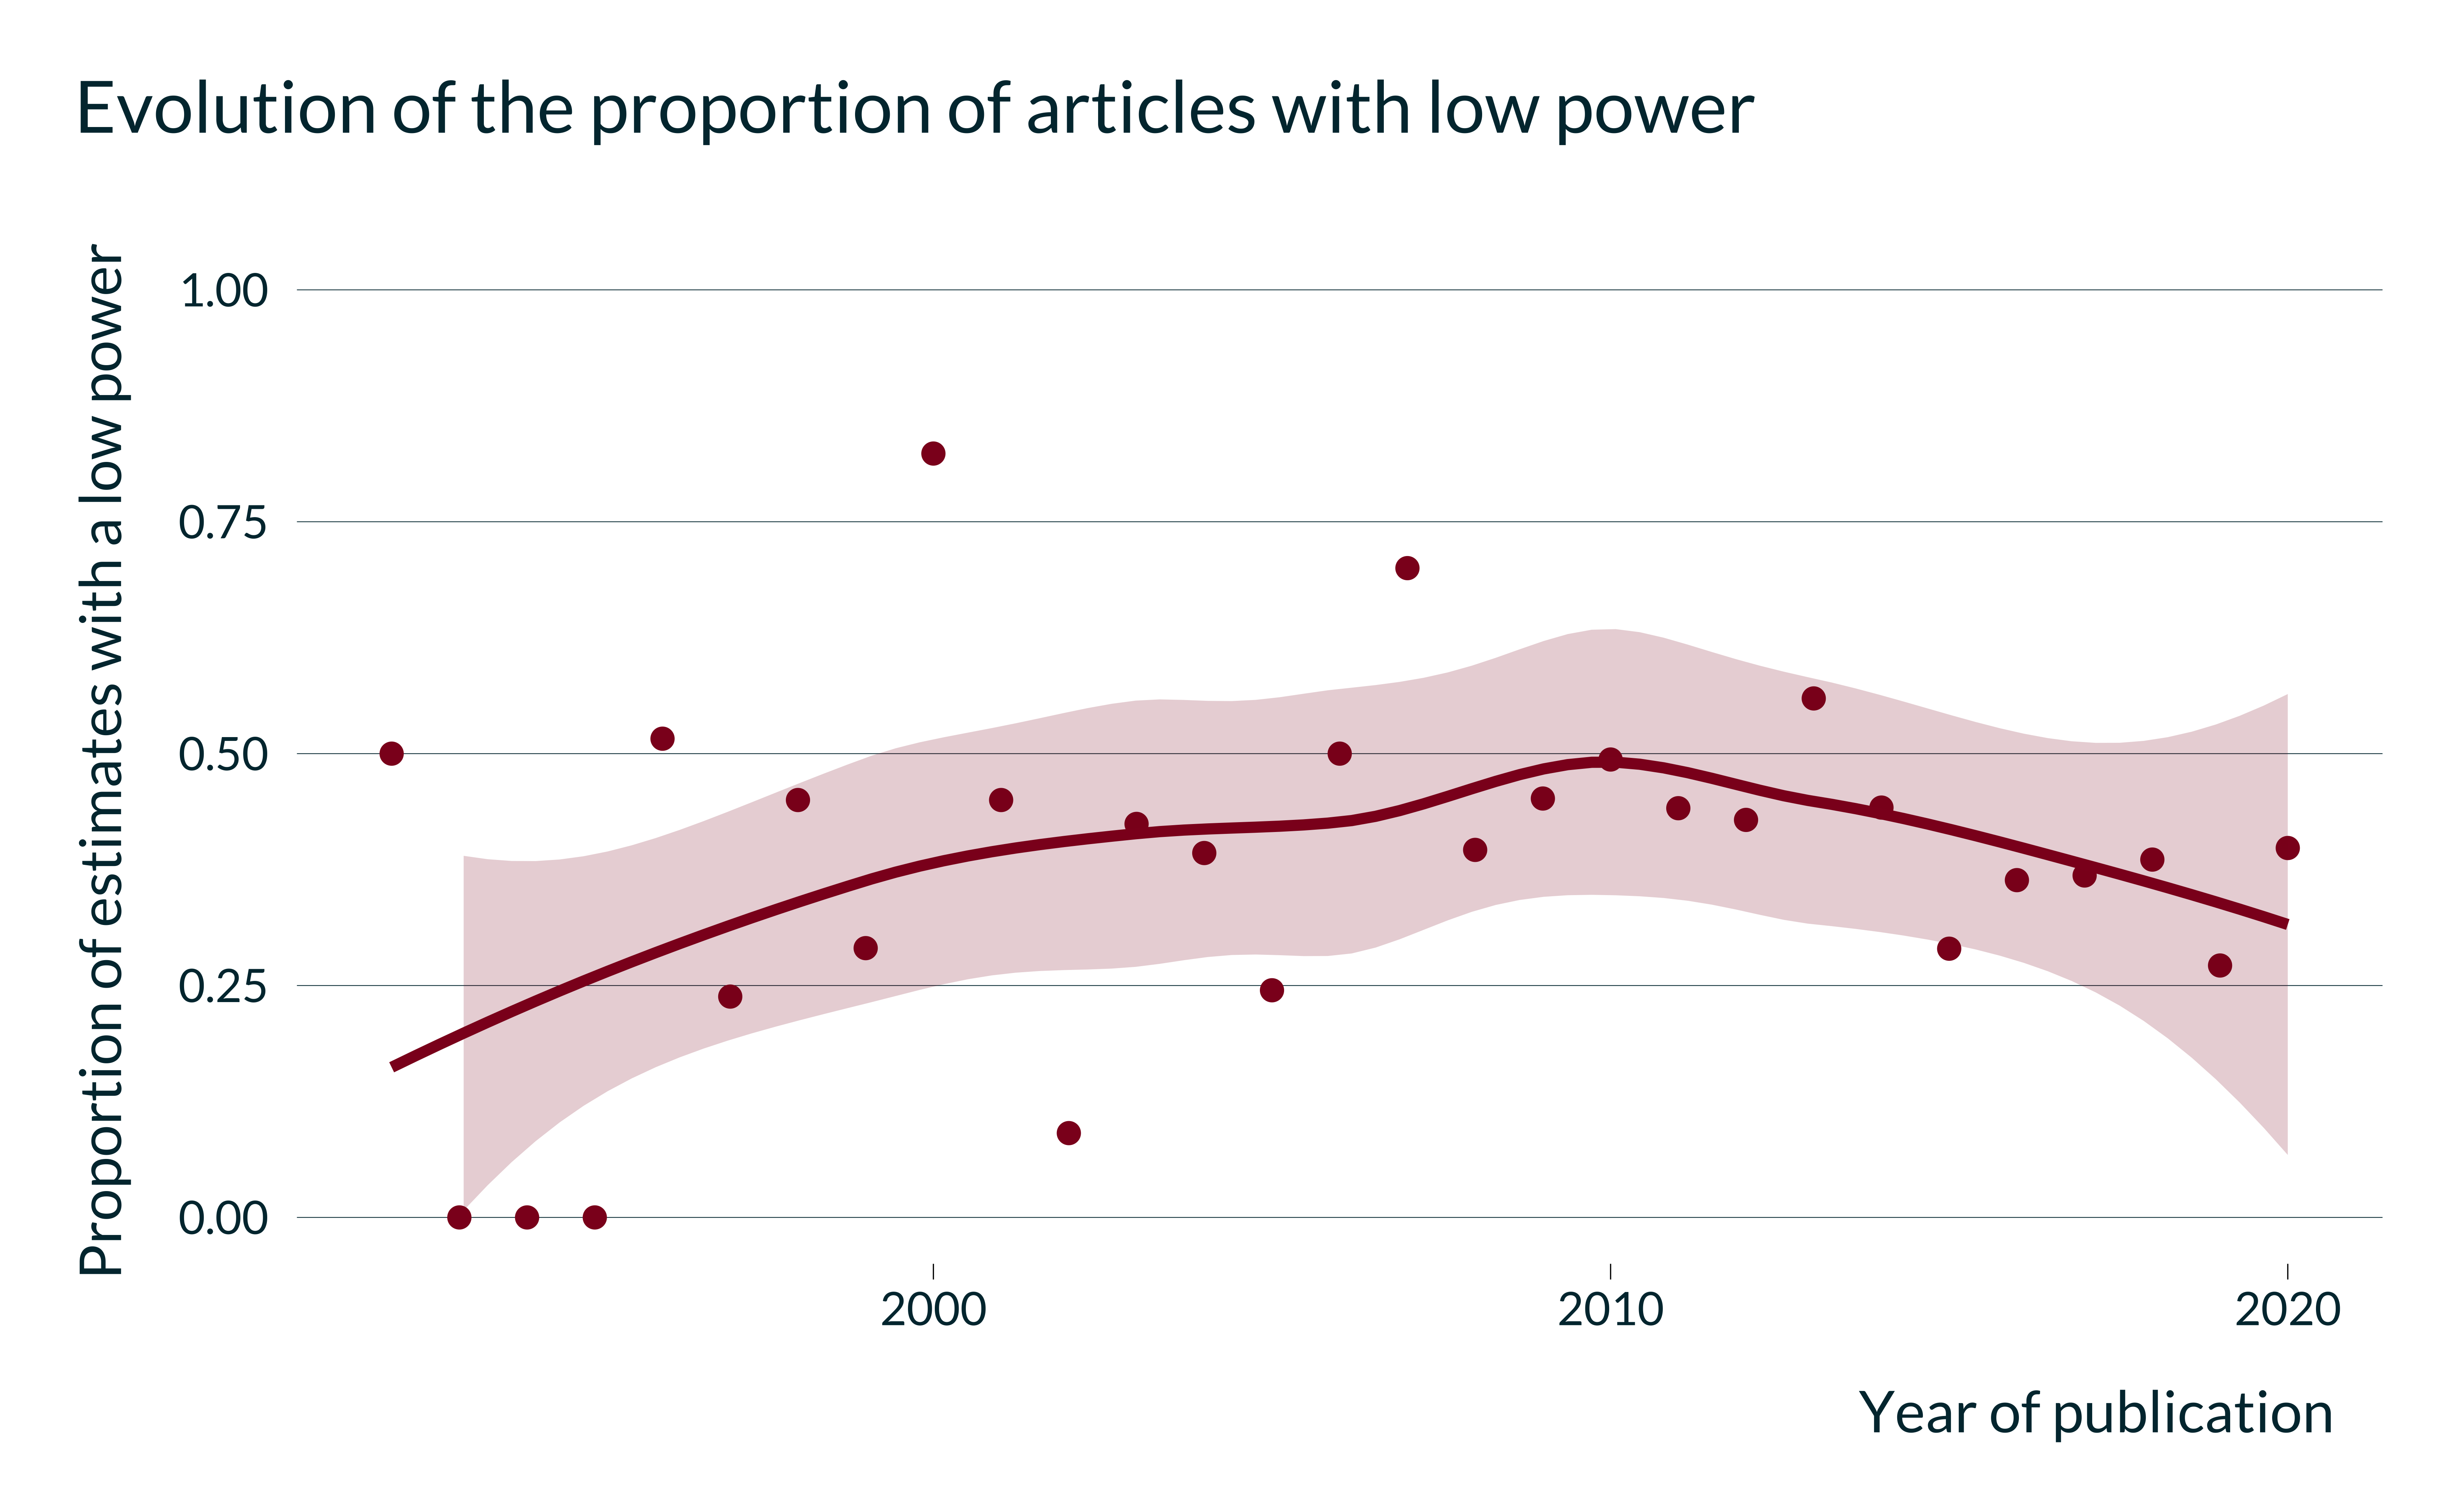 Evolution of the proportion of articles with low power
Proportion of estimates with a low power
1.00
0.75
0.50
0.25
0.00
2000
2010
2020
Year of publication